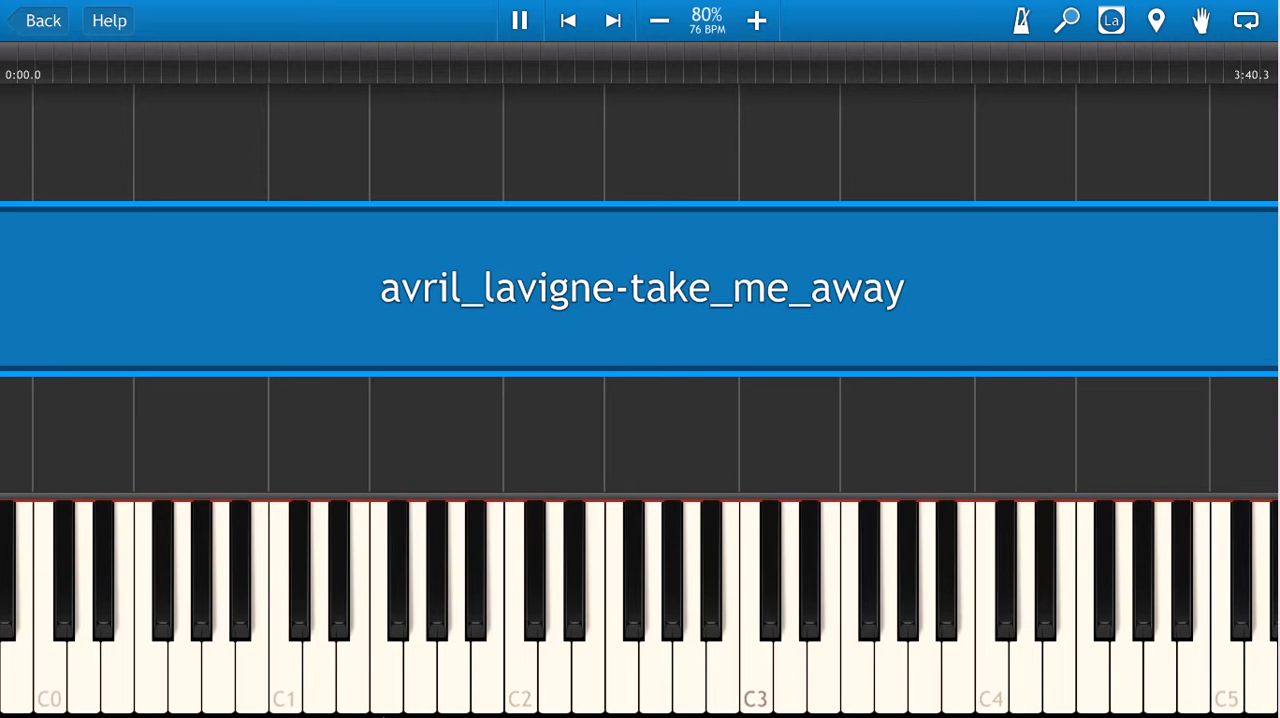 Back Help 80% La
76 BPM
0:00.0 3:40.3
avril_lavigne-take_me_away
C0 C1 C2 C3 C4 C5